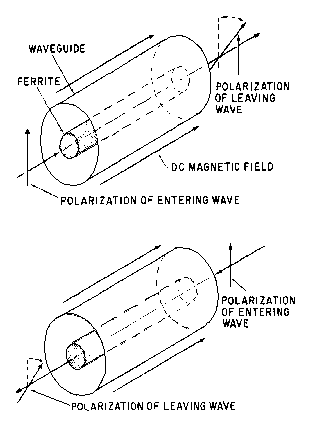 WAVEGUIDE
FERRITE
POLARIZATION
OF LEAVING
WAVE
DC MAGNETIC FIELD
POLARIZATION OF ENTERING WAVE
POLARIZATION
OF ENTERING
WAVE
POLARIZATION OF LEAVING WAVE